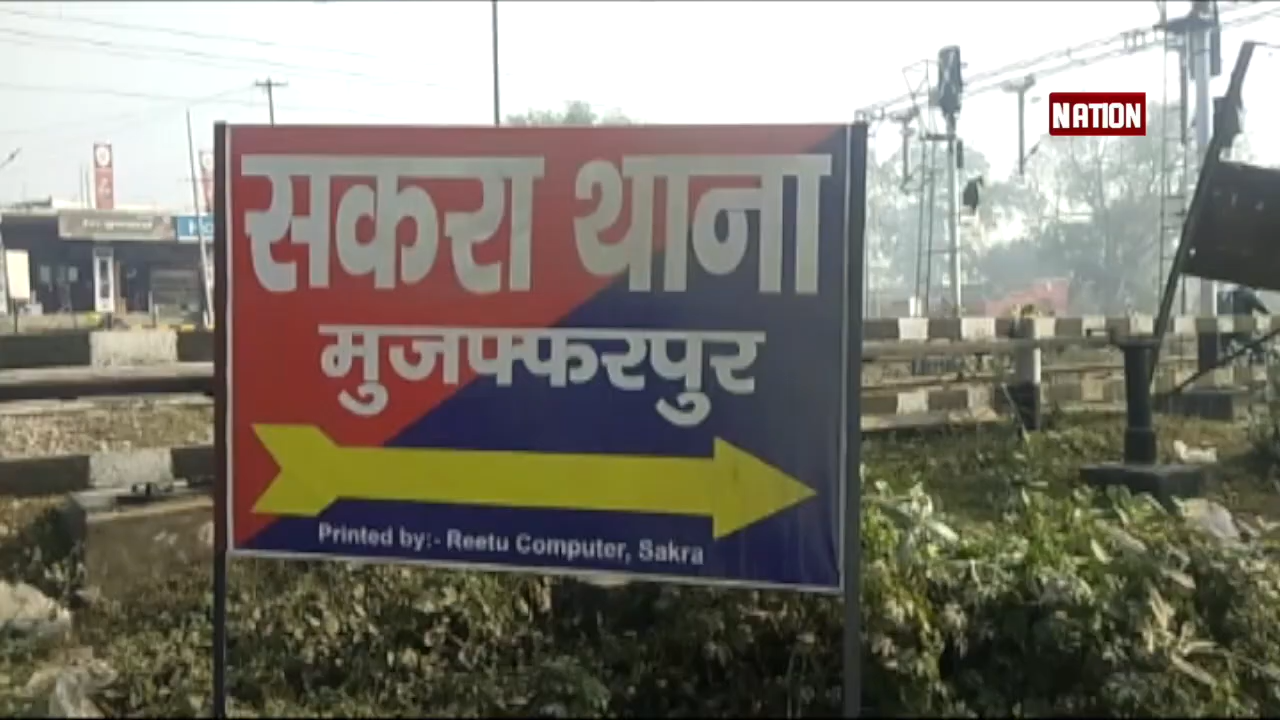 NATION
सकरा थाना
मुजफ्फरपुर
Printed by:- Reetu Computer, Sakra